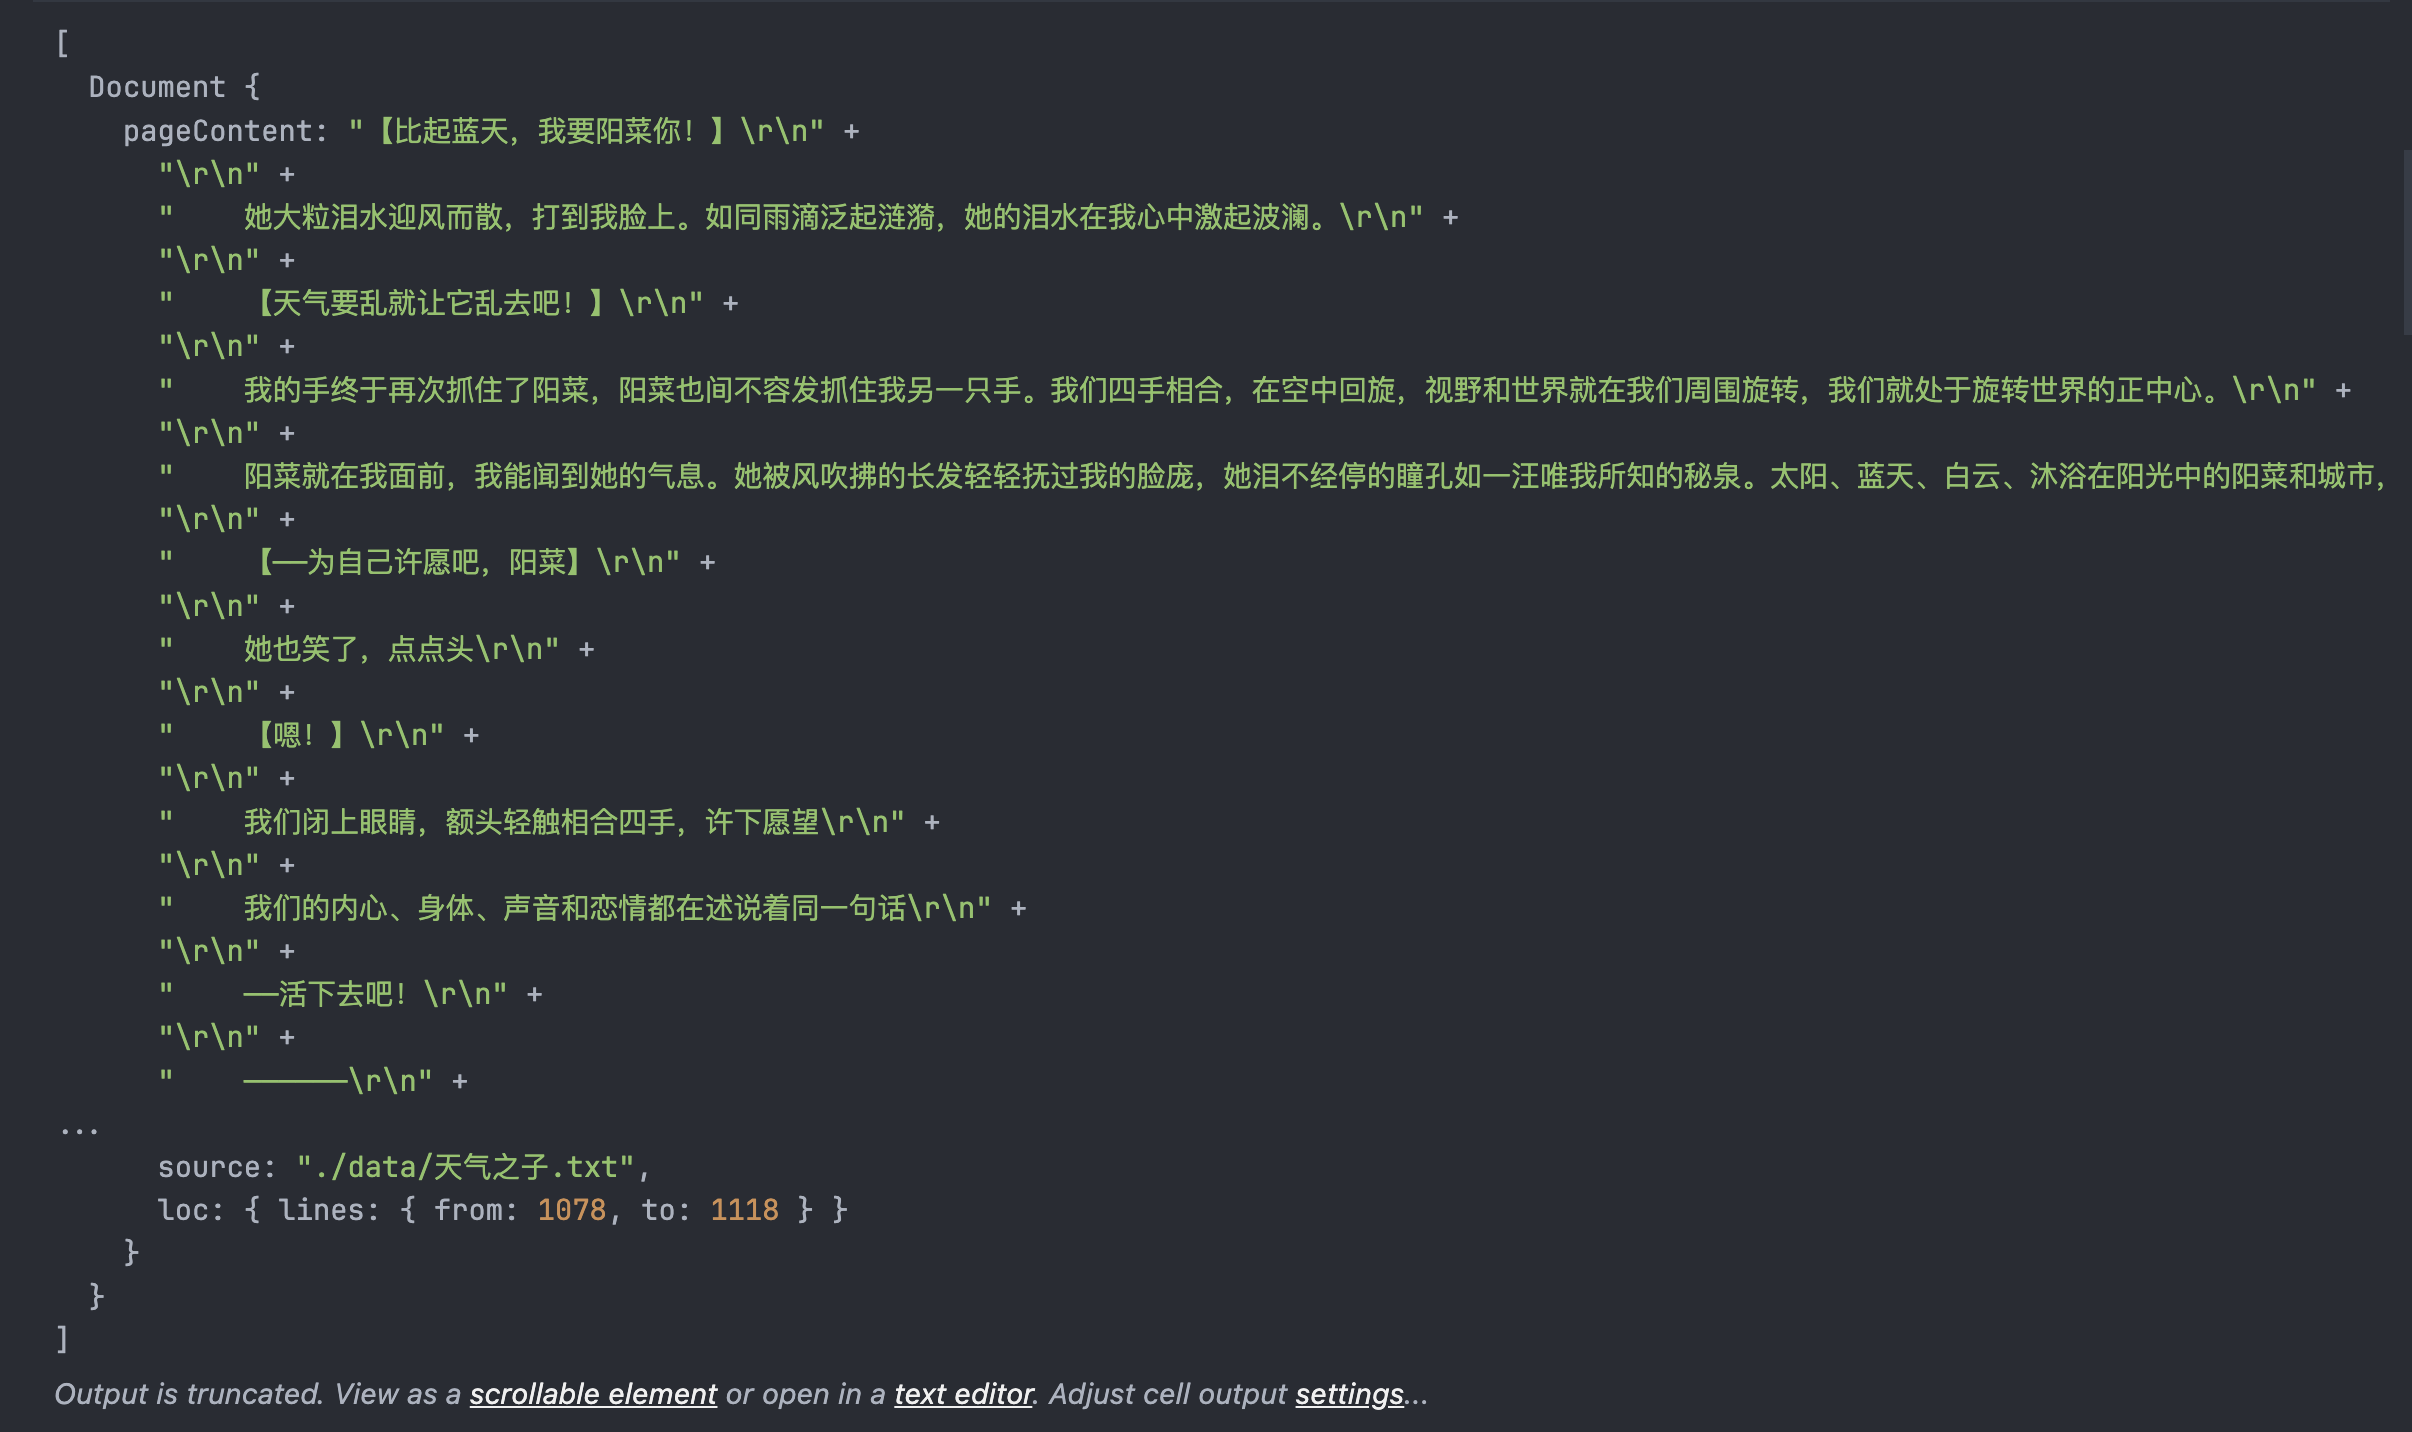 [
  Document {
    pageContent: "【比起蓝天，我要阳菜你！】\r\n" +
      "\r\n" +
      "    她大粒泪水迎风而散，打到我脸上。如同雨滴泛起涟漪，她的泪水在我心中激起波澜。\r\n" +
      "\r\n" +
      "    【天气要乱就让它乱去吧！】\r\n" +
      "\r\n" +
      "    我的手终于再次抓住了阳菜，阳菜也间不容发抓住我另一只手。我们四手相合，在空中回旋，视野和世界就在我们周围旋转，我们就处于旋转世界的正中心。\r\n" +
      "\r\n" +
      "    阳菜就在我面前，我能闻到她的气息。她被风吹拂的长发轻轻抚过我的脸庞，她泪不经停的瞳孔如一汪唯我所知的秘泉。太阳、蓝天、白云、沐浴在阳光中的阳菜和城市，
      "\r\n" +
      "    【——为自己许愿吧，阳菜】\r\n" +
      "\r\n" +
      "    她也笑了，点点头\r\n" +
      "\r\n" +
      "    【嗯！】\r\n" +
      "\r\n" +
      "    我们闭上眼睛，额头轻触相合四手，许下愿望\r\n" +
      "\r\n" +
      "    我们的内心、身体、声音和恋情都在述说着同一句话\r\n" +
      "\r\n" +
      "    ——活下去吧！\r\n" +
      "\r\n" +
      "    ——————\r\n" +
...
      source: "./data/天气之子.txt",
      loc: { lines: { from: 1078, to: 1118 } }
    }
  }
]
Output is truncated. View as a scrollable element or open in a text editor. Adjust cell output settings...